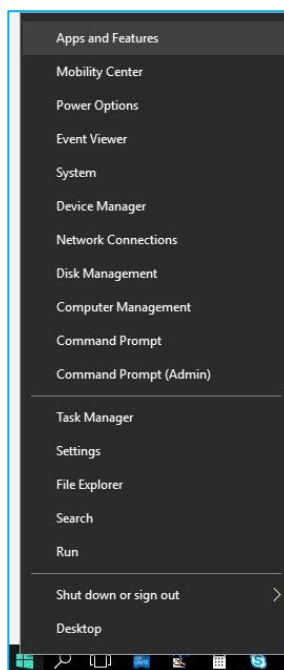 Apps and Features
Mobility Center
Power Options
Event Viewer
System
Device Manager
Network Connections
Disk Management
Computer Management
Command Prompt
Command Prompt (Admin)
Task Manager
Settings
File Explorer
Search
Run
Shut down or sign out
Desktop